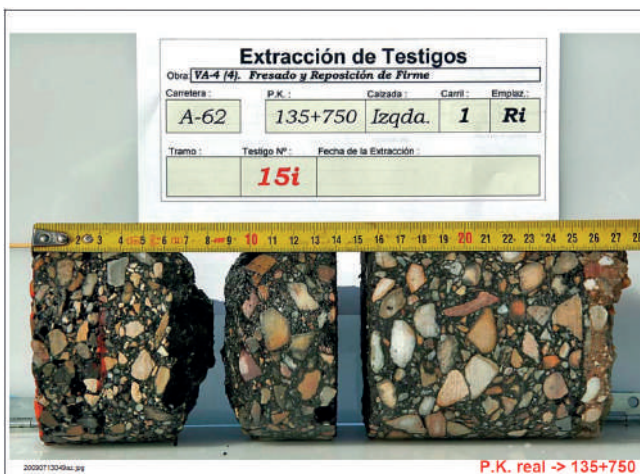 Extracción de Testigos
Obra: VA-4 (4). Fresado y Reposición de Firme
Carretera : P.K. : Calzada : Carril : Emplaz.:
A-62 135+750 Izqda. 1 Ri
Tramo : Testigo Nº : Fecha de la Extracción :
15i
2 3 4 5 6 7 8 9 10 11 12 13 14 15 16 17 18 19 20 21 22 23 24 25 26 27 28
P.K. real -> 135+750